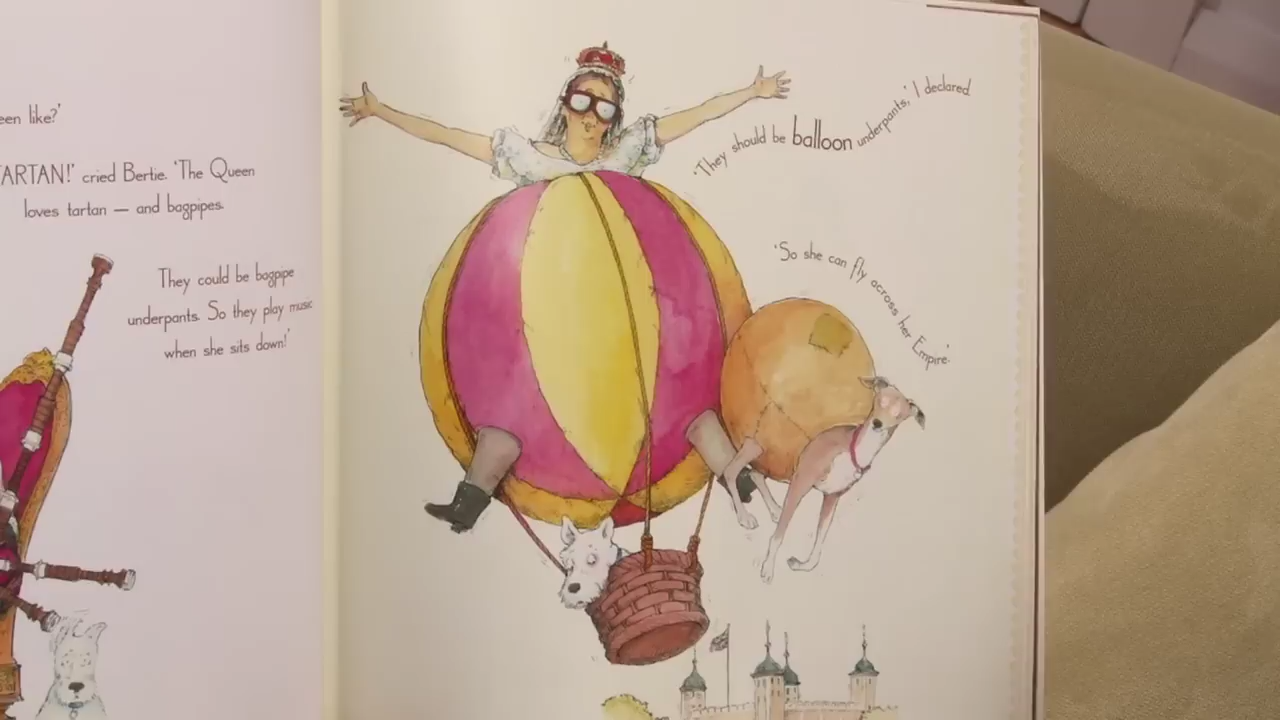 een like?'
ARTAN!' cried Bertie. 'The Queen
loves tartan — and bagpipes.
They could be bagpipe
underpants. So they play music
when she sits down!'
'They should be balloon underpants,' I declared.
'So she can fly across her Empire.'